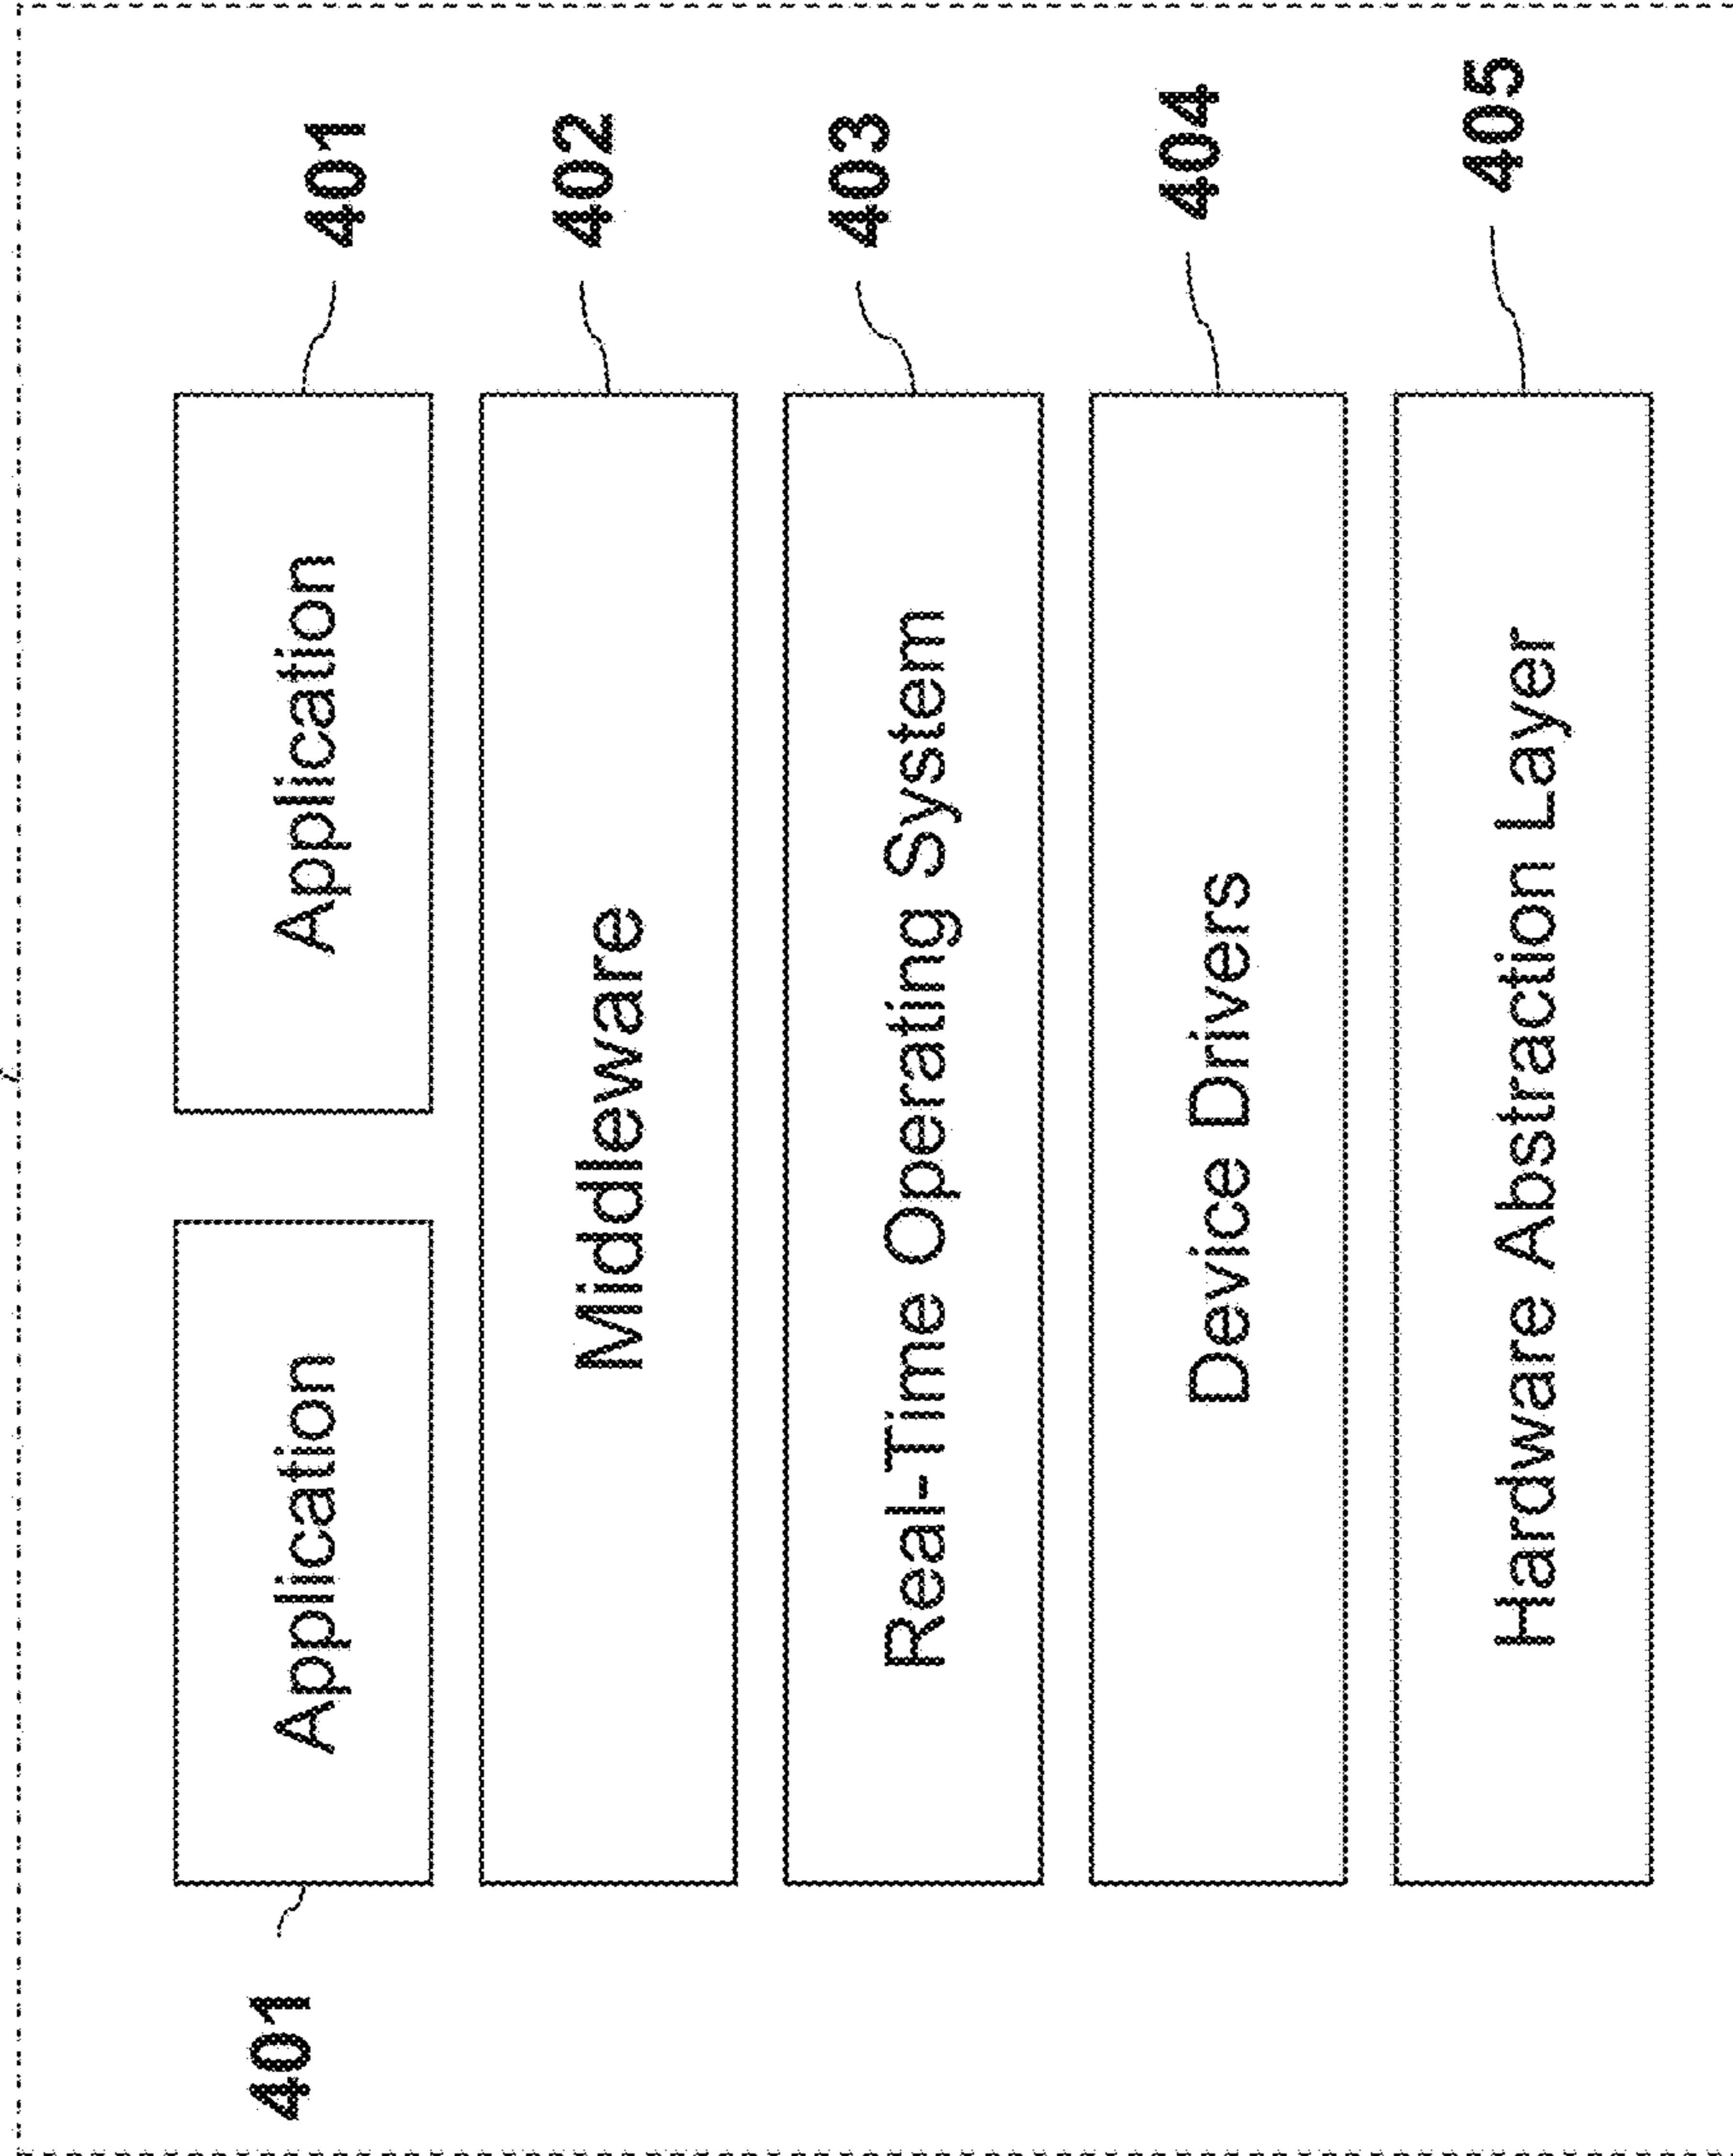 401
Application
Application
401
Middleware
402
Real-Time Operating System
403
Device Drivers
404
Hardware Abstraction Layer
405